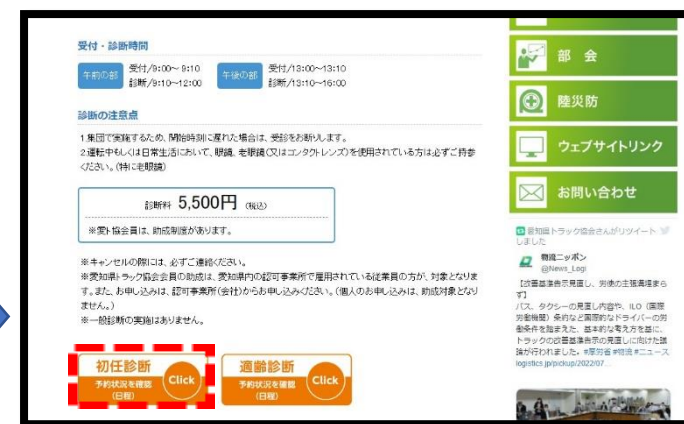 受付・診断時間
午前の部 受付/9:00～9:10 午後の部 受付/13:00～13:10
診断/9:10～12:00 診断/13:10～16:00
診断の注意点
1.集団で実施するため、開始時刻に遅れた場合は、受診をお断りします。
2.運転中もしくは日常生活において、眼鏡、老眼鏡(又はコンタクトレンズ)を使用されている方は必ずご持参
ください。(特に老眼鏡)
診断料 5,500円 (税込)
※愛ト協会員は、助成制度があります。
※キャンセルの際には、必ずご連絡ください。
※愛知県トラック協会会員の助成は、愛知県内の認可事業所で雇用されている従業員の方が、対象となりま
す。また、お申し込みは、認可事業所(会社)からお申し込みください。(個人のお申し込みは、助成対象となり
ません。)
※一般診断の実施はありません。
初任診断
予約状況を確認
(日程)
Click
適齢診断
予約状況を確認
(日程)
Click
部 会
陸災防
ウェブサイトリンク
お問い合わせ
愛知県トラック協会さんがリツイート
しました
物流ニッポン
@News_Logi
【改善基準告示見直し、労使の主張溝埋まら
ず】
バス、タクシーの見直し内容や、ILO（国際
労働機関）条約など国際的なドライバーの労
働条件を踏まえた、基本的な考え方を基に、
トラックの改善基準告示の見直しに向けた議
論が行われました。#厚労省 #物流 #ニュース
logistics.jp/pickup/2022/07…